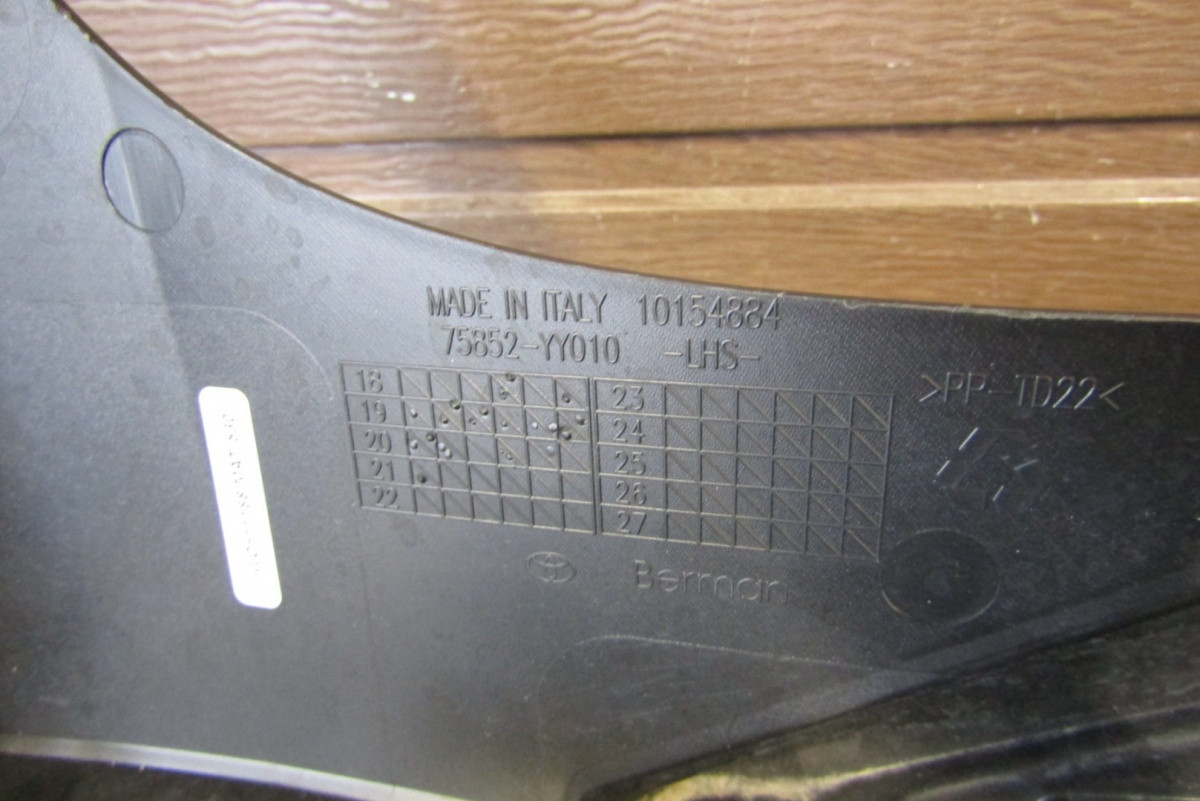 MADE IN ITALY 10154884
75852-YY010 -LHS-
>PP-TD22<
18 23
19 24
20 25
21 26
22 27
Berman